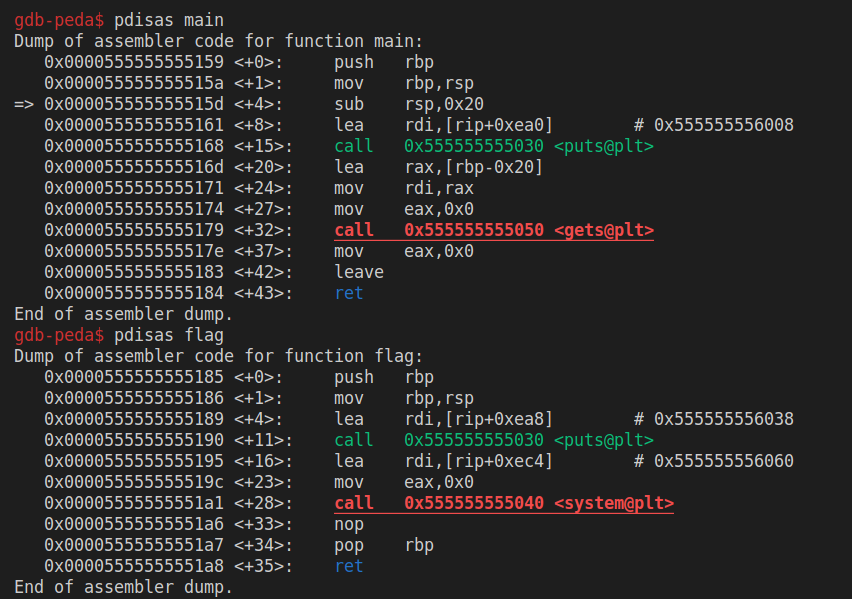 gdb-peda$ pdisas main
Dump of assembler code for function main:
   0x0000555555555159 <+0>:     push   rbp
   0x000055555555515a <+1>:     mov    rbp,rsp
=> 0x000055555555515d <+4>:     sub    rsp,0x20
   0x0000555555555161 <+8>:     lea    rdi,[rip+0xea0]        # 0x555555556008
   0x0000555555555168 <+15>:    call   0x555555555030 <puts@plt>
   0x000055555555516d <+20>:    lea    rax,[rbp-0x20]
   0x0000555555555171 <+24>:    mov    rdi,rax
   0x0000555555555174 <+27>:    mov    eax,0x0
   0x0000555555555179 <+32>:    call   0x555555555050 <gets@plt>
   0x000055555555517e <+37>:    mov    eax,0x0
   0x0000555555555183 <+42>:    leave
   0x0000555555555184 <+43>:    ret
End of assembler dump.
gdb-peda$ pdisas flag
Dump of assembler code for function flag:
   0x0000555555555185 <+0>:     push   rbp
   0x0000555555555186 <+1>:     mov    rbp,rsp
   0x0000555555555189 <+4>:     lea    rdi,[rip+0xea8]        # 0x555555556038
   0x0000555555555190 <+11>:    call   0x555555555030 <puts@plt>
   0x0000555555555195 <+16>:    lea    rdi,[rip+0xec4]        # 0x555555556060
   0x000055555555519c <+23>:    mov    eax,0x0
   0x00005555555551a1 <+28>:    call   0x555555555040 <system@plt>
   0x00005555555551a6 <+33>:    nop
   0x00005555555551a7 <+34>:    pop    rbp
   0x00005555555551a8 <+35>:    ret
End of assembler dump.